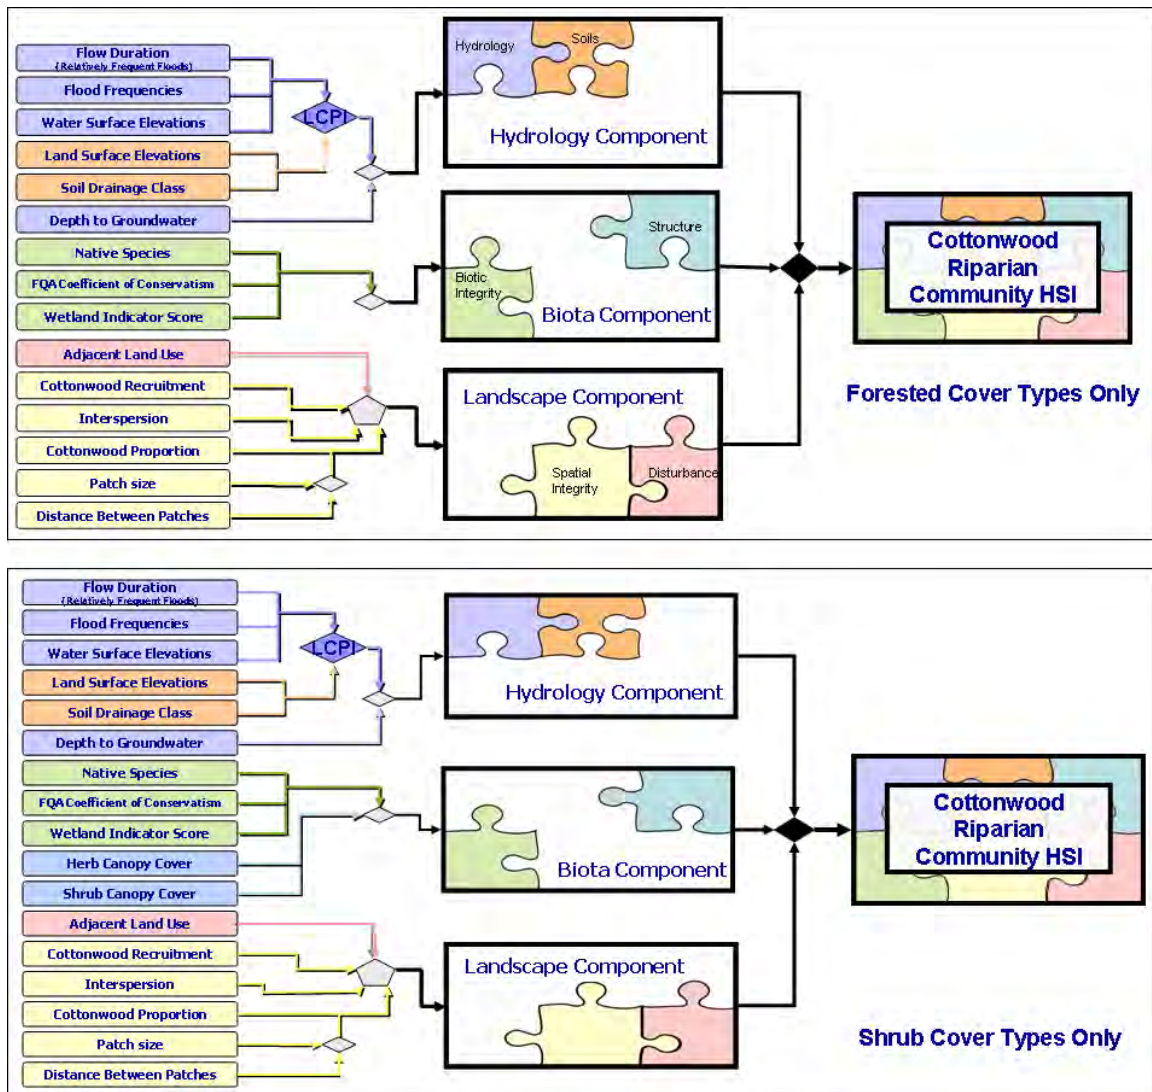 Flow Duration
(Relatively Frequent Floods)
Flood Frequencies
Water Surface Elevations
Land Surface Elevations
Soil Drainage Class
Depth to Groundwater
Native Species
FQA Coefficient of Conservatism
Wetland Indicator Score
Adjacent Land Use
Cottonwood Recruitment
Interspersion
Cottonwood Proportion
Patch size
Distance Between Patches
LCPI
Hydrology
Soils
Hydrology Component
Structure
Biotic
Integrity
Biota Component
Landscape Component
Spatial
Integrity
Disturbance
Cottonwood
Riparian
Community HSI
Forested Cover Types Only
Flow Duration
(Relatively Frequent Floods)
Flood Frequencies
Water Surface Elevations
Land Surface Elevations
Soil Drainage Class
Depth to Groundwater
Native Species
FQA Coefficient of Conservatism
Wetland Indicator Score
Herb Canopy Cover
Shrub Canopy Cover
Adjacent Land Use
Cottonwood Recruitment
Interspersion
Cottonwood Proportion
Patch size
Distance Between Patches
LCPI
Hydrology Component
Biota Component
Landscape Component
Cottonwood
Riparian
Community HSI
Shrub Cover Types Only